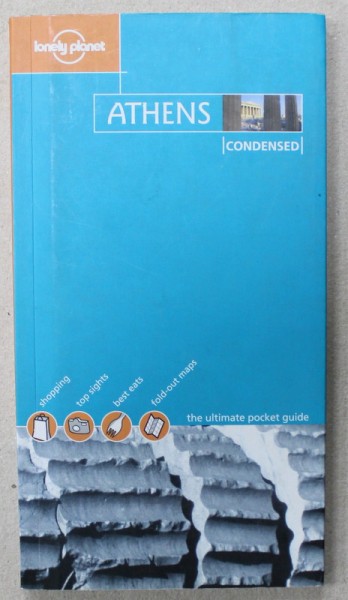 lonely planet
ATHENS
CONDENSED
shopping
top sights
best eats
fold-out maps
the ultimate pocket guide